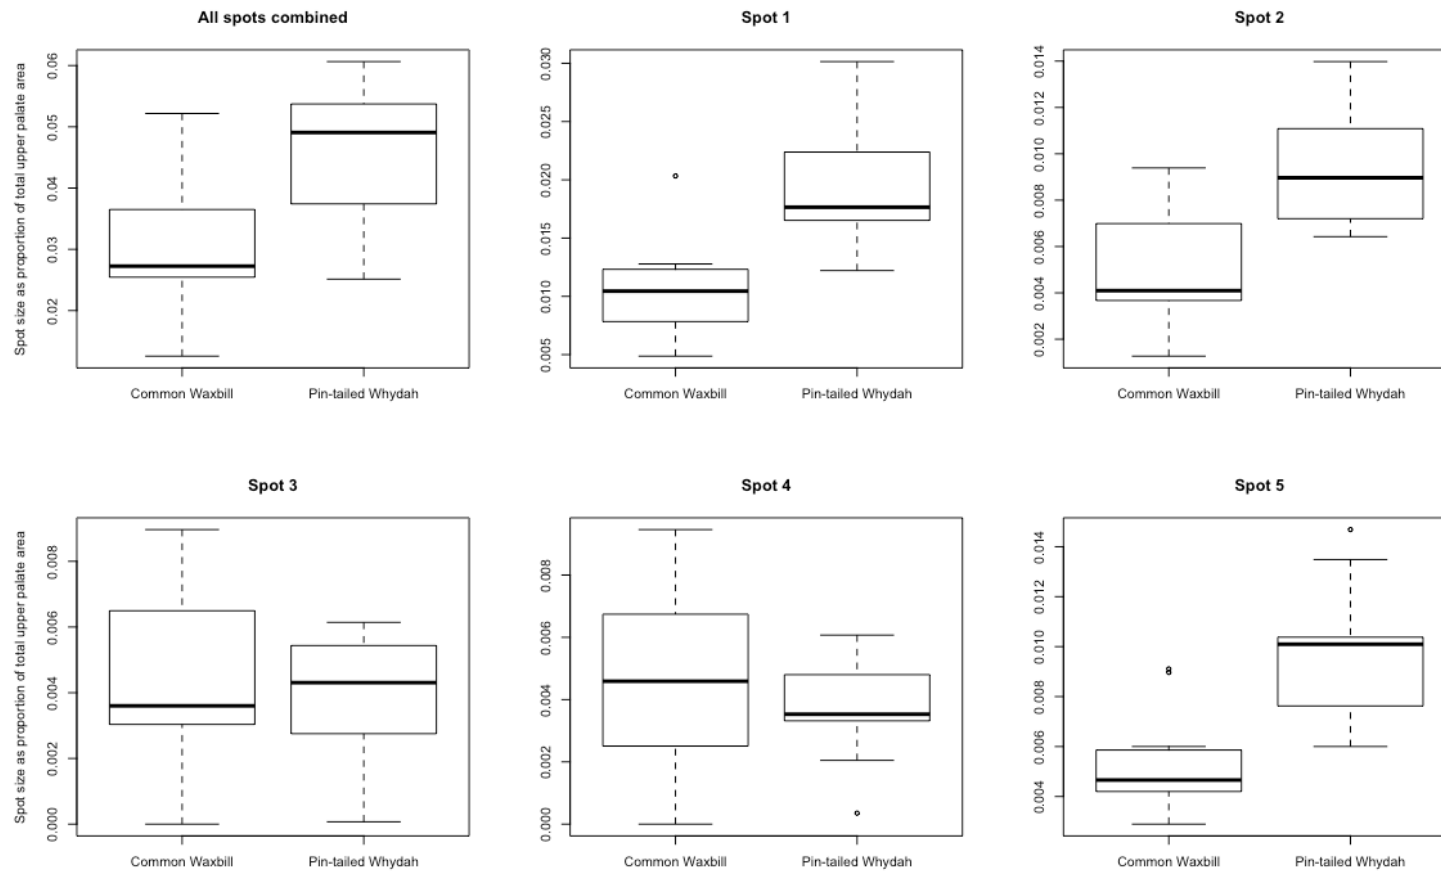 All spots combined
Spot 1
Spot 2
Spot size as proportion of total upper palate area
0.06
0.05
0.04
0.03
0.02
Common Waxbill
Pin-tailed Whydah
0.030
0.025
0.020
0.015
0.010
0.005
Common Waxbill
Pin-tailed Whydah
0.014
0.012
0.010
0.008
0.006
0.004
0.002
Common Waxbill
Pin-tailed Whydah
Spot 3
Spot 4
Spot 5
Spot size as proportion of total upper palate area
0.008
0.006
0.004
0.002
0.000
Common Waxbill
Pin-tailed Whydah
0.008
0.006
0.004
0.002
0.000
Common Waxbill
Pin-tailed Whydah
0.014
0.012
0.010
0.008
0.006
0.004
Common Waxbill
Pin-tailed Whydah